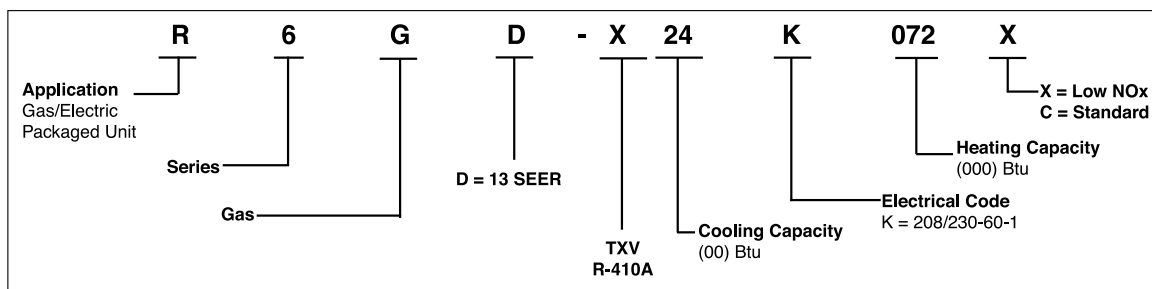 R 6 G D - X 24 K 072 X
Application
Gas/Electric
Packaged Unit
Series
Gas
D = 13 SEER
TXV
R-410A
Cooling Capacity
(00) Btu
Electrical Code
K = 208/230-60-1
Heating Capacity
(000) Btu
X = Low NOx
C = Standard